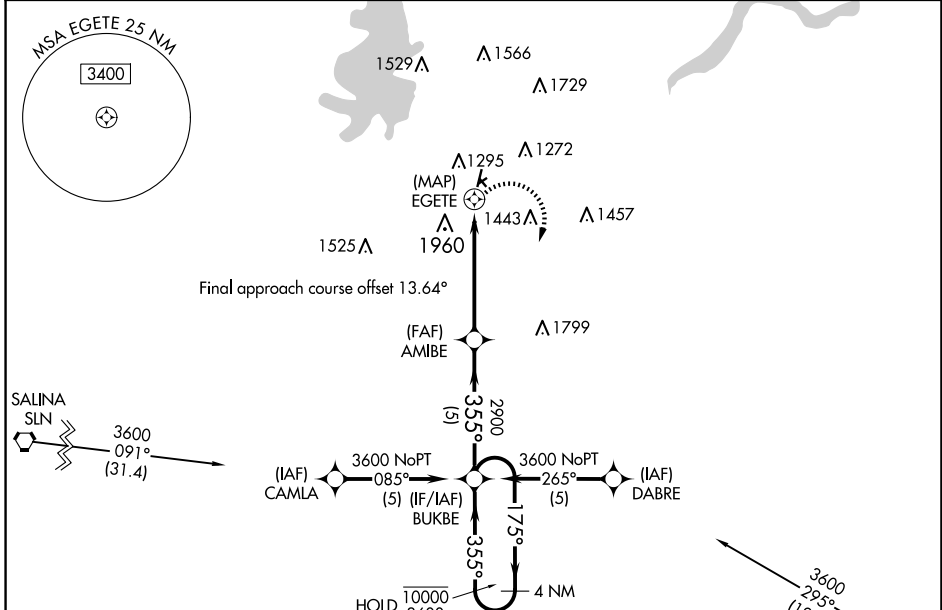 MSA EGETE 25 NM
3400
1529
1566
1729
1272
1295
(MAP)
EGETE
1443
1457
1525
1960
Final approach course offset 13.64°
(FAF)
AMIBE
1799
SALINA
SLN
3600
091°
(31.4)
355°
(5)
2900
3600 NoPT
085°
(5)
(IAF)
CAMLA
(IF/IAF)
BUKBE
3600 NoPT
265°
(5)
(IAF)
DABRE
355°
175°
HOLD
10000
4 NM
3600
295°